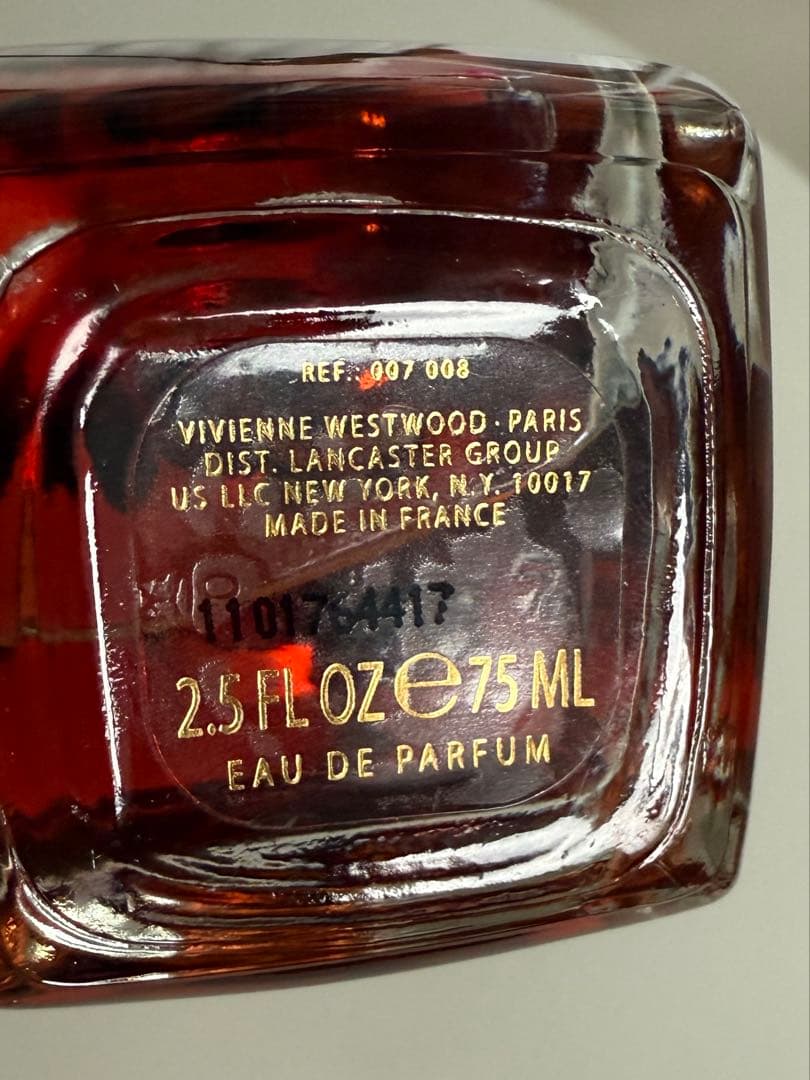 REF. 007 008
VIVIENNE WESTWOOD · PARIS
DIST. LANCASTER GROUP
US LLC NEW YORK, N.Y. 10017
MADE IN FRANCE
1101764417
2.5 FL OZ ℮ 75 ML
EAU DE PARFUM